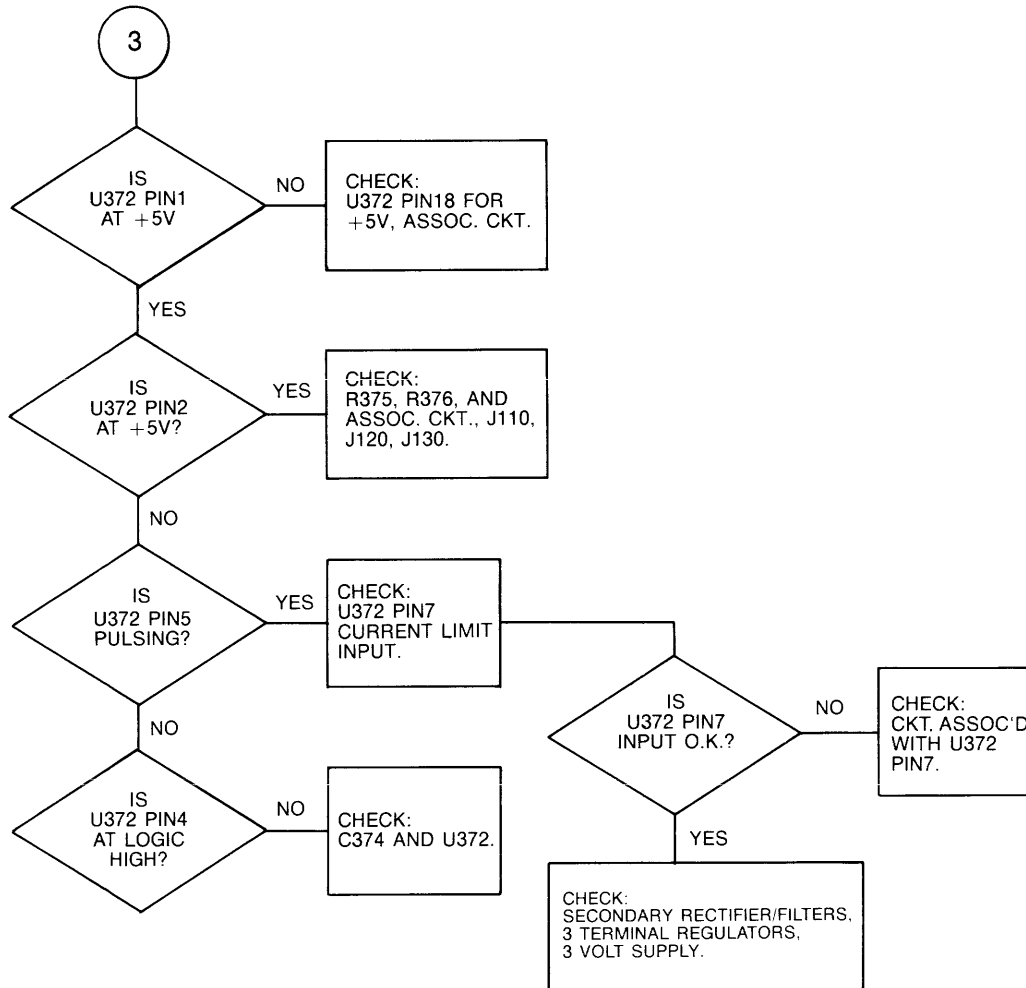 3
IS
U372 PIN1
AT +5V
NO
CHECK:
U372 PIN18 FOR
+5V, ASSOC. CKT.
YES
IS
U372 PIN2
AT +5V?
YES
CHECK:
R375, R376, AND
ASSOC. CKT., J110,
J120, J130.
NO
IS
U372 PIN5
PULSING?
YES
CHECK:
U372 PIN7
CURRENT LIMIT
INPUT.
IS
U372 PIN7
INPUT O.K.?
NO
CHECK:
CKT. ASSOC'D
WITH U372
PIN7.
YES
CHECK:
SECONDARY RECTIFIER/FILTERS,
3 TERMINAL REGULATORS,
3 VOLT SUPPLY.
NO
IS
U372 PIN4
AT LOGIC
HIGH?
NO
CHECK:
C374 AND U372.